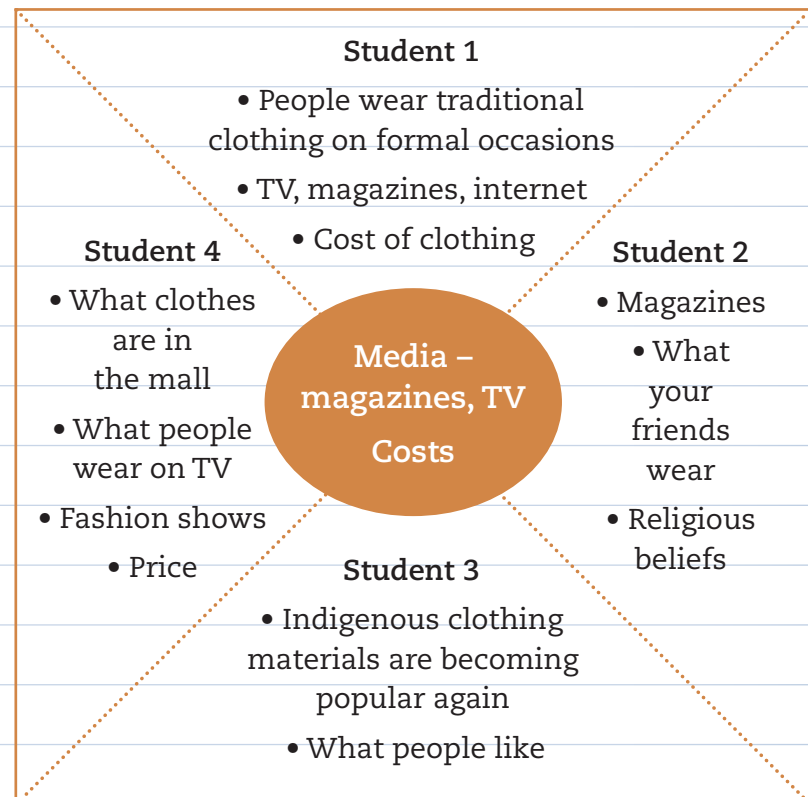 Student 1
• People wear traditional
clothing on formal occasions
• TV, magazines, internet
• Cost of clothing
Student 4
• What clothes
are in
the mall
• What people
wear on TV
• Fashion shows
• Price
Media –
magazines, TV
Costs
Student 2
• Magazines
• What
your
friends
wear
• Religious
beliefs
Student 3
• Indigenous clothing
materials are becoming
popular again
• What people like